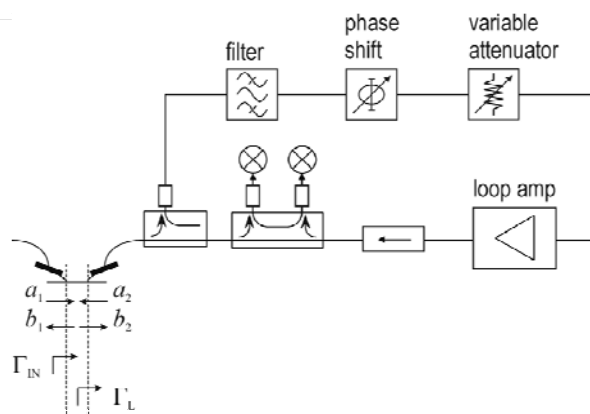 phase
shift
variable
attenuator
filter
Φ
loop amp
a₁
a₂
b₁
b₂
Γ_IN
Γ_L